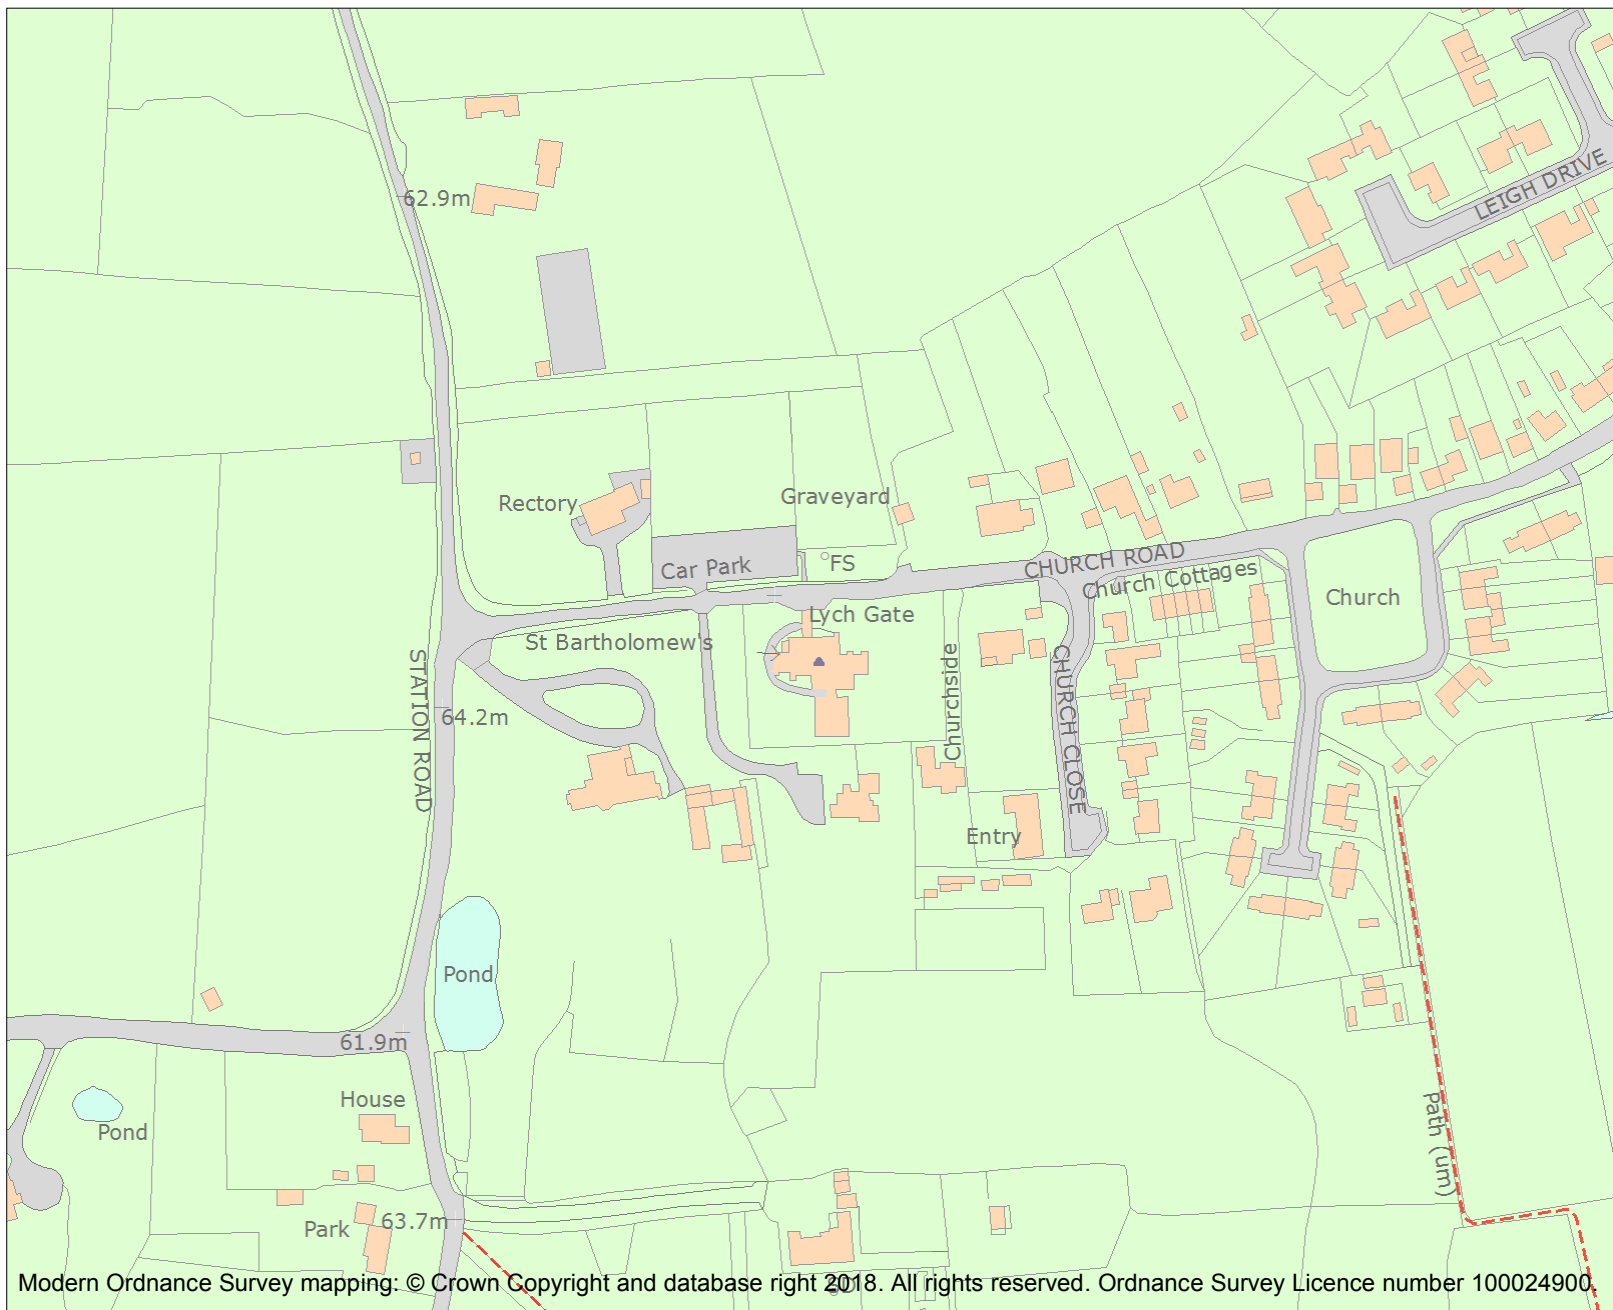 LEIGH DRIVE
62.9m
Graveyard
Rectory
FS
CHURCH ROAD
Car Park
Church Cottages
Church
Lych Gate
St Bartholomew's
STATION ROAD
Churchside
CHURCH CLOSE
64.2m
Entry
Pond
61.9m
House
Pond
Path (um)
63.7m
Park
Modern Ordnance Survey mapping: © Crown Copyright and database right 2018. All rights reserved. Ordnance Survey Licence number 100024900.